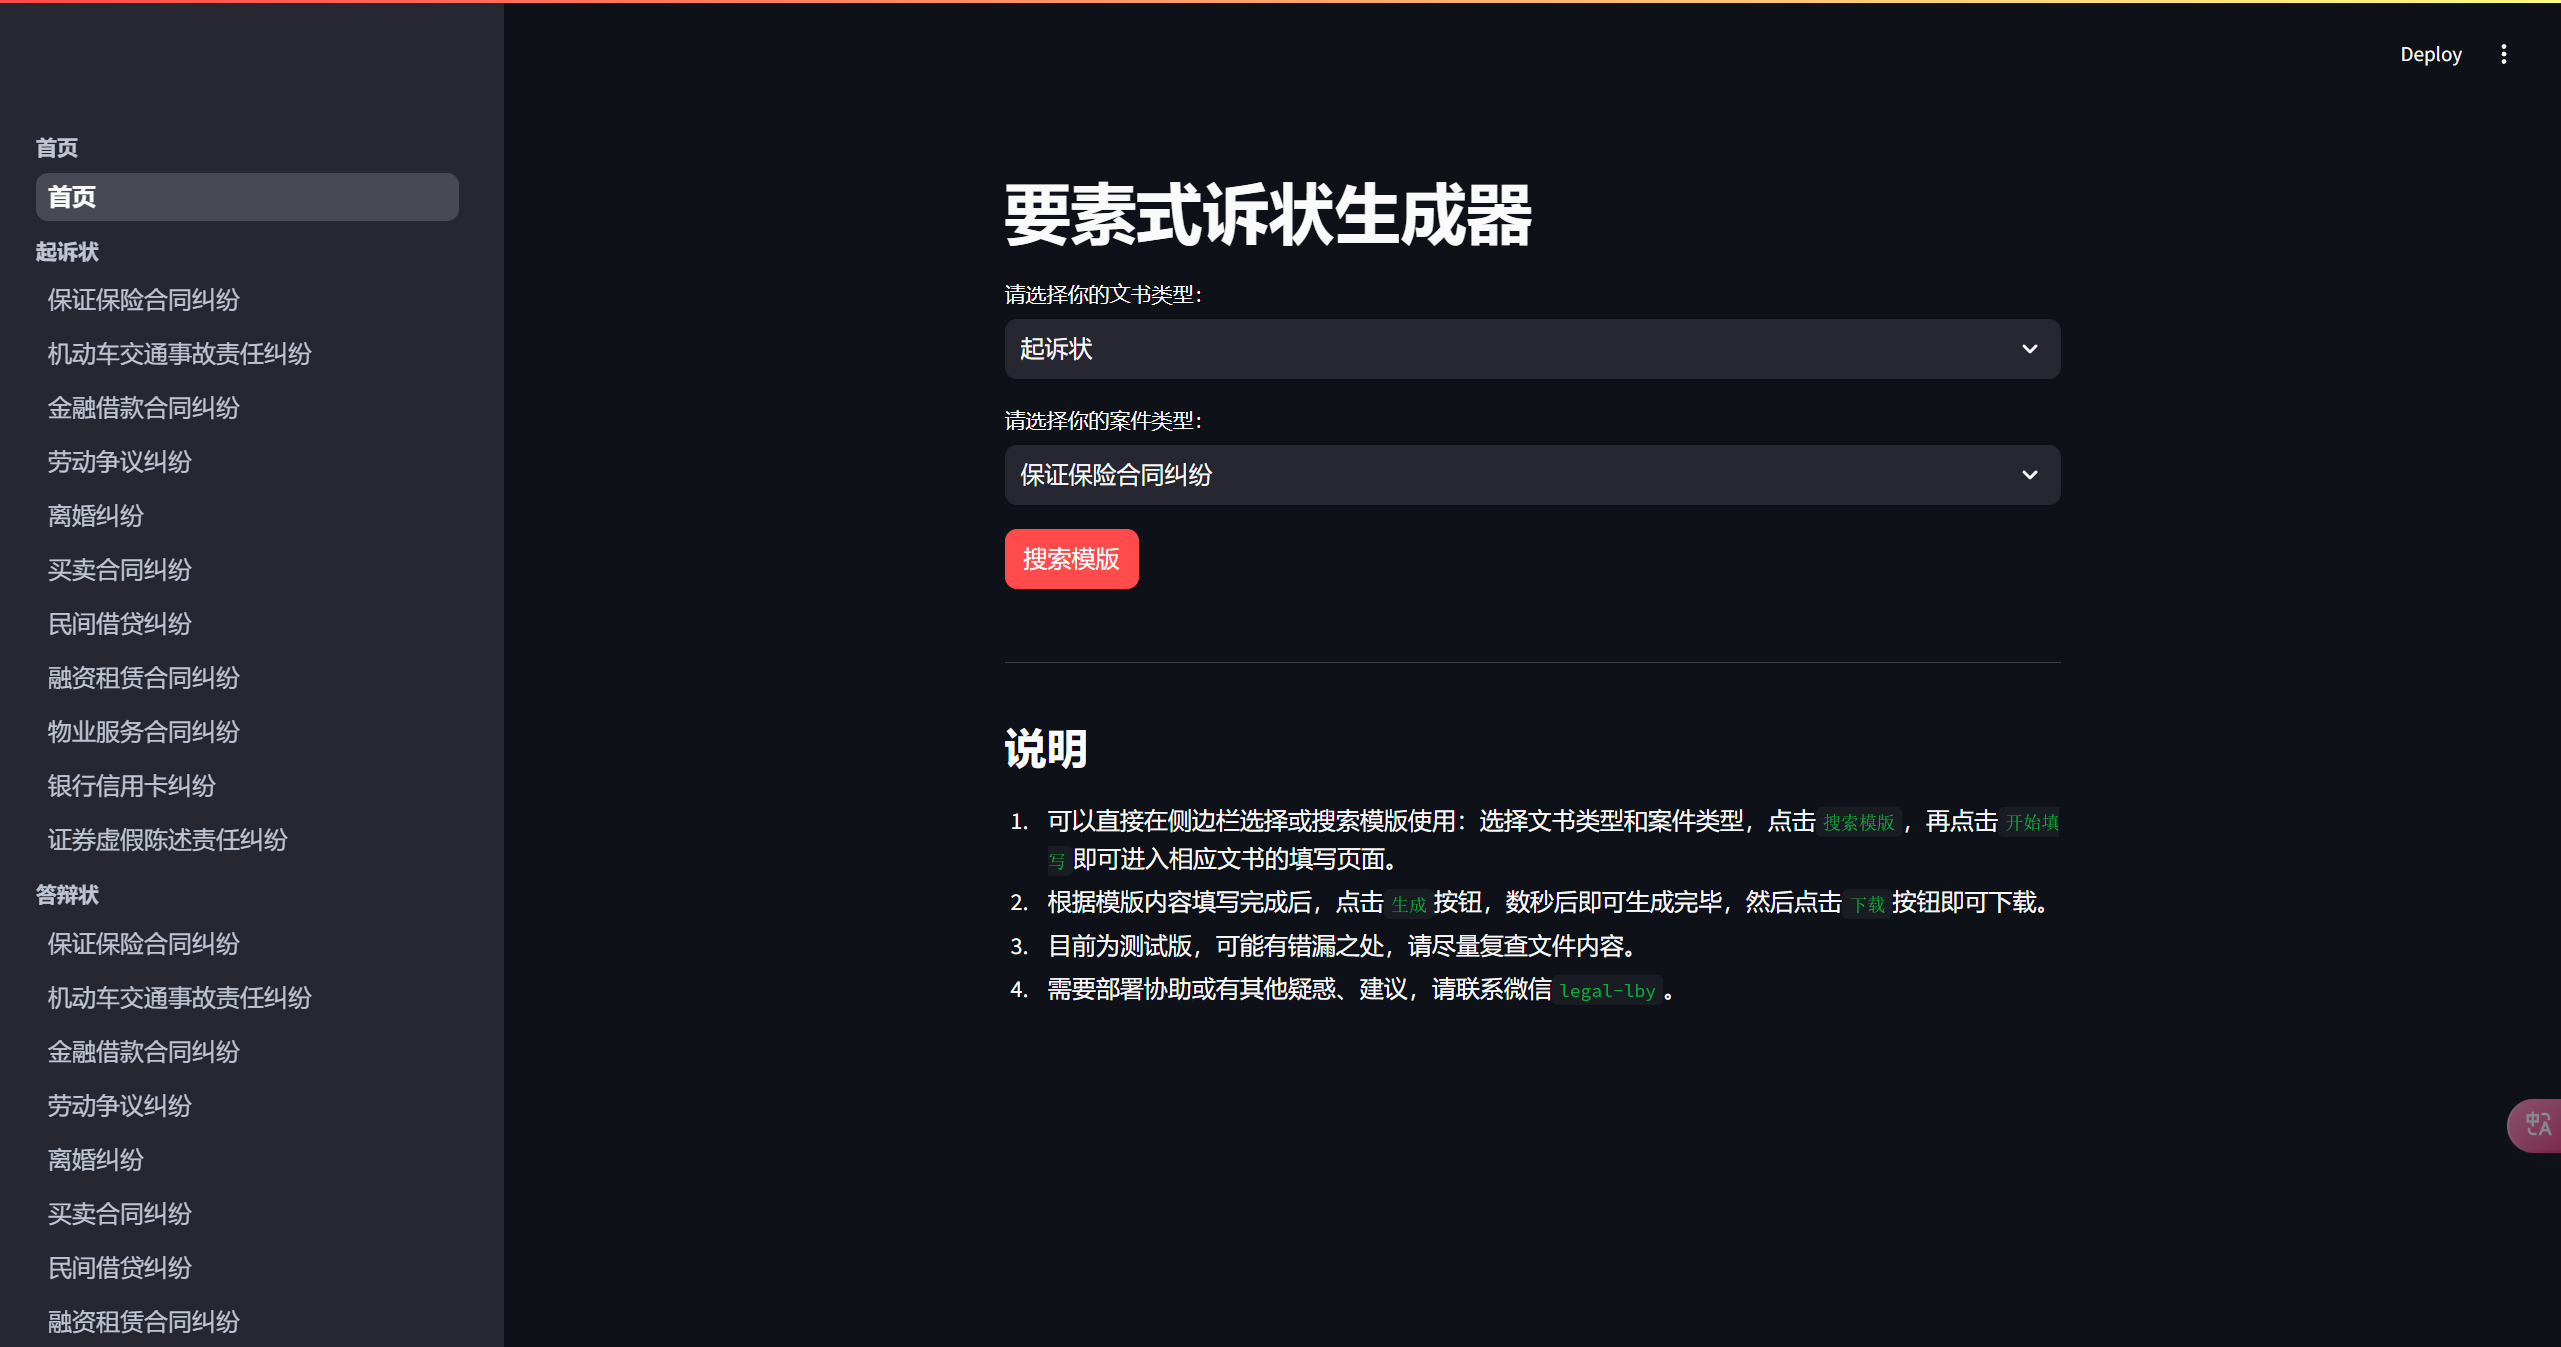 Deploy
首页
首页
起诉状
保证保险合同纠纷
机动车交通事故责任纠纷
金融借款合同纠纷
劳动争议纠纷
离婚纠纷
买卖合同纠纷
民间借贷纠纷
融资租赁合同纠纷
物业服务合同纠纷
银行信用卡纠纷
证券虚假陈述责任纠纷
答辩状
保证保险合同纠纷
机动车交通事故责任纠纷
金融借款合同纠纷
劳动争议纠纷
离婚纠纷
买卖合同纠纷
民间借贷纠纷
融资租赁合同纠纷
要素式诉状生成器
请选择你的文书类型：
起诉状
请选择你的案件类型：
保证保险合同纠纷
搜索模版
说明
1. 可以直接在侧边栏选择或搜索模版使用：选择文书类型和案件类型，点击 搜索模版 ，再点击 开始填
写 即可进入相应文书的填写页面。
2. 根据模版内容填写完成后，点击 生成 按钮，数秒后即可生成完毕，然后点击 下载 按钮即可下载。
3. 目前为测试版，可能有错漏之处，请尽量复查文件内容。
4. 需要部署协助或有其他疑惑、建议，请联系微信 legal-lby 。
中A